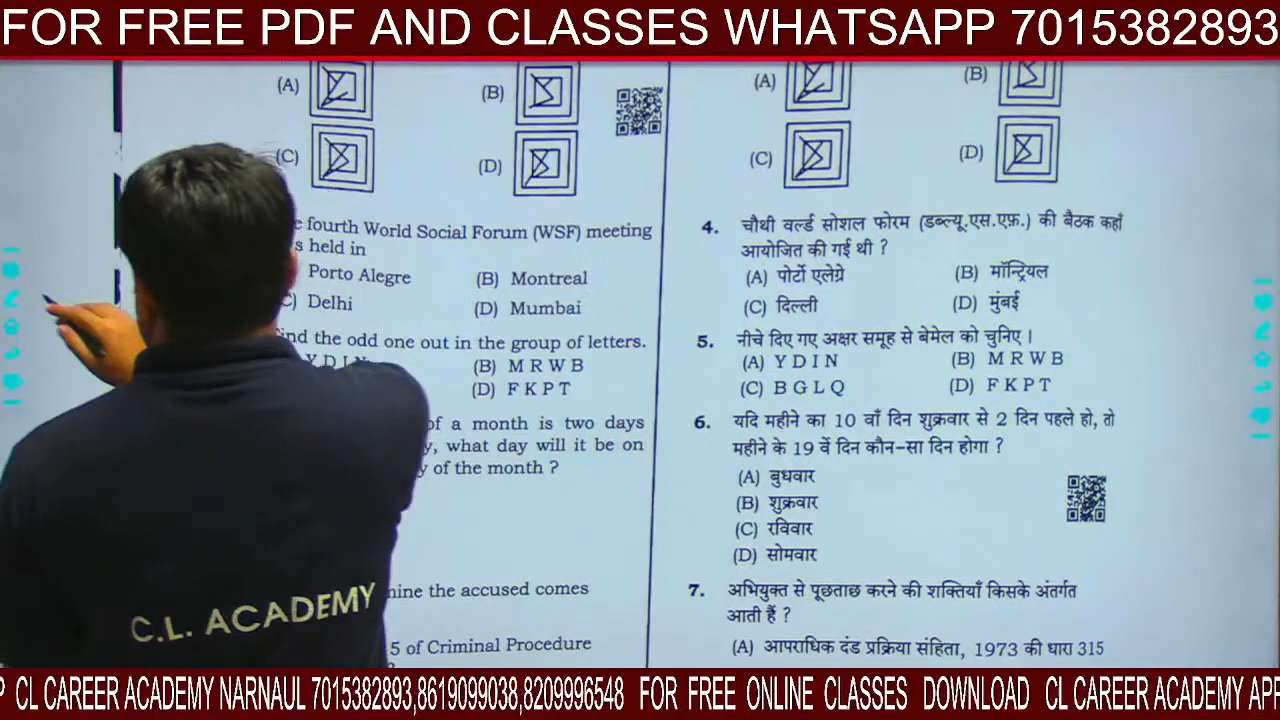 FOR FREE PDF AND CLASSES WHATSAPP 7015382893
(A)
(B)
(C)
(D)
fourth World Social Forum (WSF) meeting
held in
Porto Alegre
(B) Montreal
Delhi
(D) Mumbai
the odd one out in the group of letters.
(B) M R W B
(D) F K P T
of a month is two days
what day will it be on
of the month ?
the accused comes
5 of Criminal Procedure
(A)
(B)
(C)
(D)
4. चौथी वर्ल्ड सोशल फोरम (डब्ल्यू.एस.एफ़.) की बैठक कहाँ
आयोजित की गई थी ?
(A) पोर्टो एलेग्रे
(B) मॉन्ट्रियल
(C) दिल्ली
(D) मुंबई
5. नीचे दिए गए अक्षर समूह से बेमेल को चुनिए ।
(A) Y D I N
(B) M R W B
(C) B G L Q
(D) F K P T
6. यदि महीने का 10 वाँ दिन शुक्रवार से 2 दिन पहले हो, तो
महीने के 19 वें दिन कौन-सा दिन होगा ?
(A) बुधवार
(B) शुक्रवार
(C) रविवार
(D) सोमवार
7. अभियुक्त से पूछताछ करने की शक्तियाँ किसके अंतर्गत
आती हैं ?
(A) आपराधिक दंड प्रक्रिया संहिता, 1973 की धारा 315
C.L. ACADEMY
CL CAREER ACADEMY NARNAUL 7015382893,8619099038,8209996548 FOR FREE ONLINE CLASSES DOWNLOAD CL CAREER ACADEMY APP